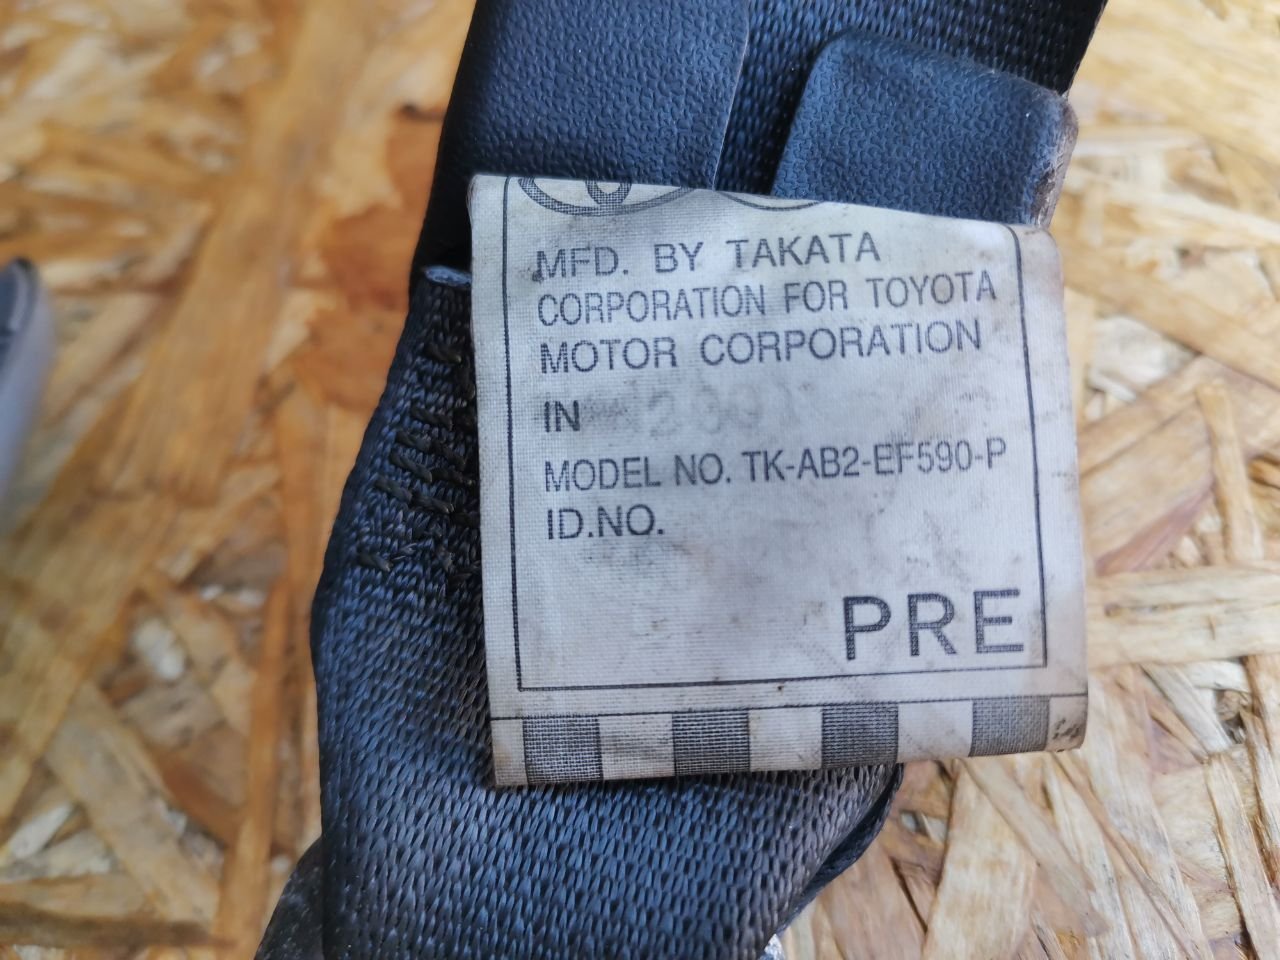 MFD. BY TAKATA
CORPORATION FOR TOYOTA
MOTOR CORPORATION
IN
MODEL NO. TK-AB2-EF590-P
ID.NO.
PRE